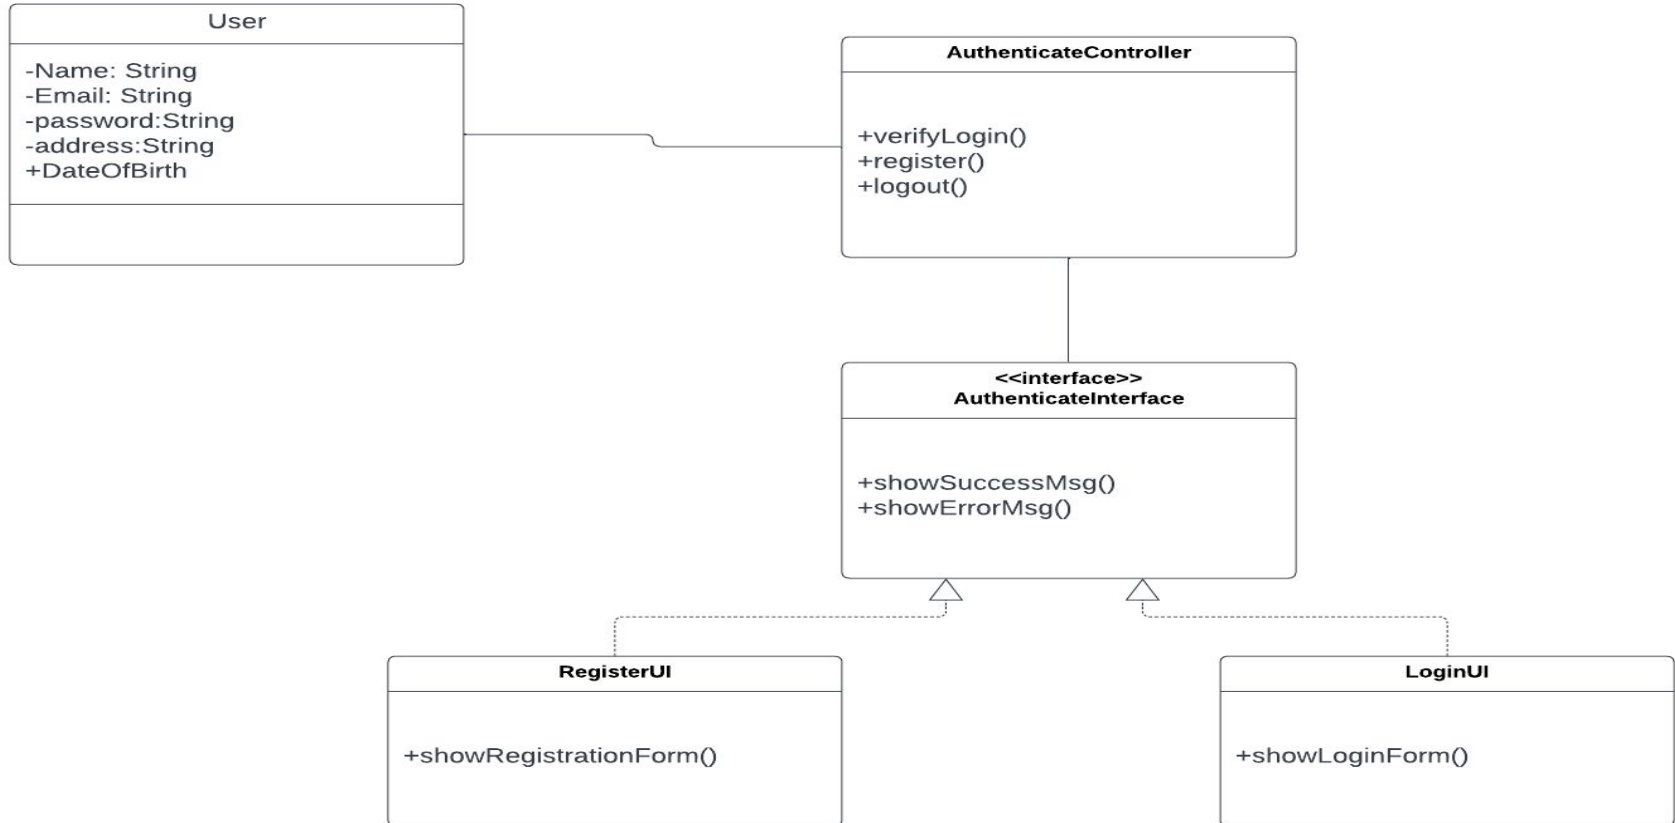 User
-Name: String
-Email: String
-password:String
-address:String
+DateOfBirth
AuthenticateController
+verifyLogin()
+register()
+logout()
<<interface>>
AuthenticateInterface
+showSuccessMsg()
+showErrorMsg()
RegisterUI
+showRegistrationForm()
LoginUI
+showLoginForm()